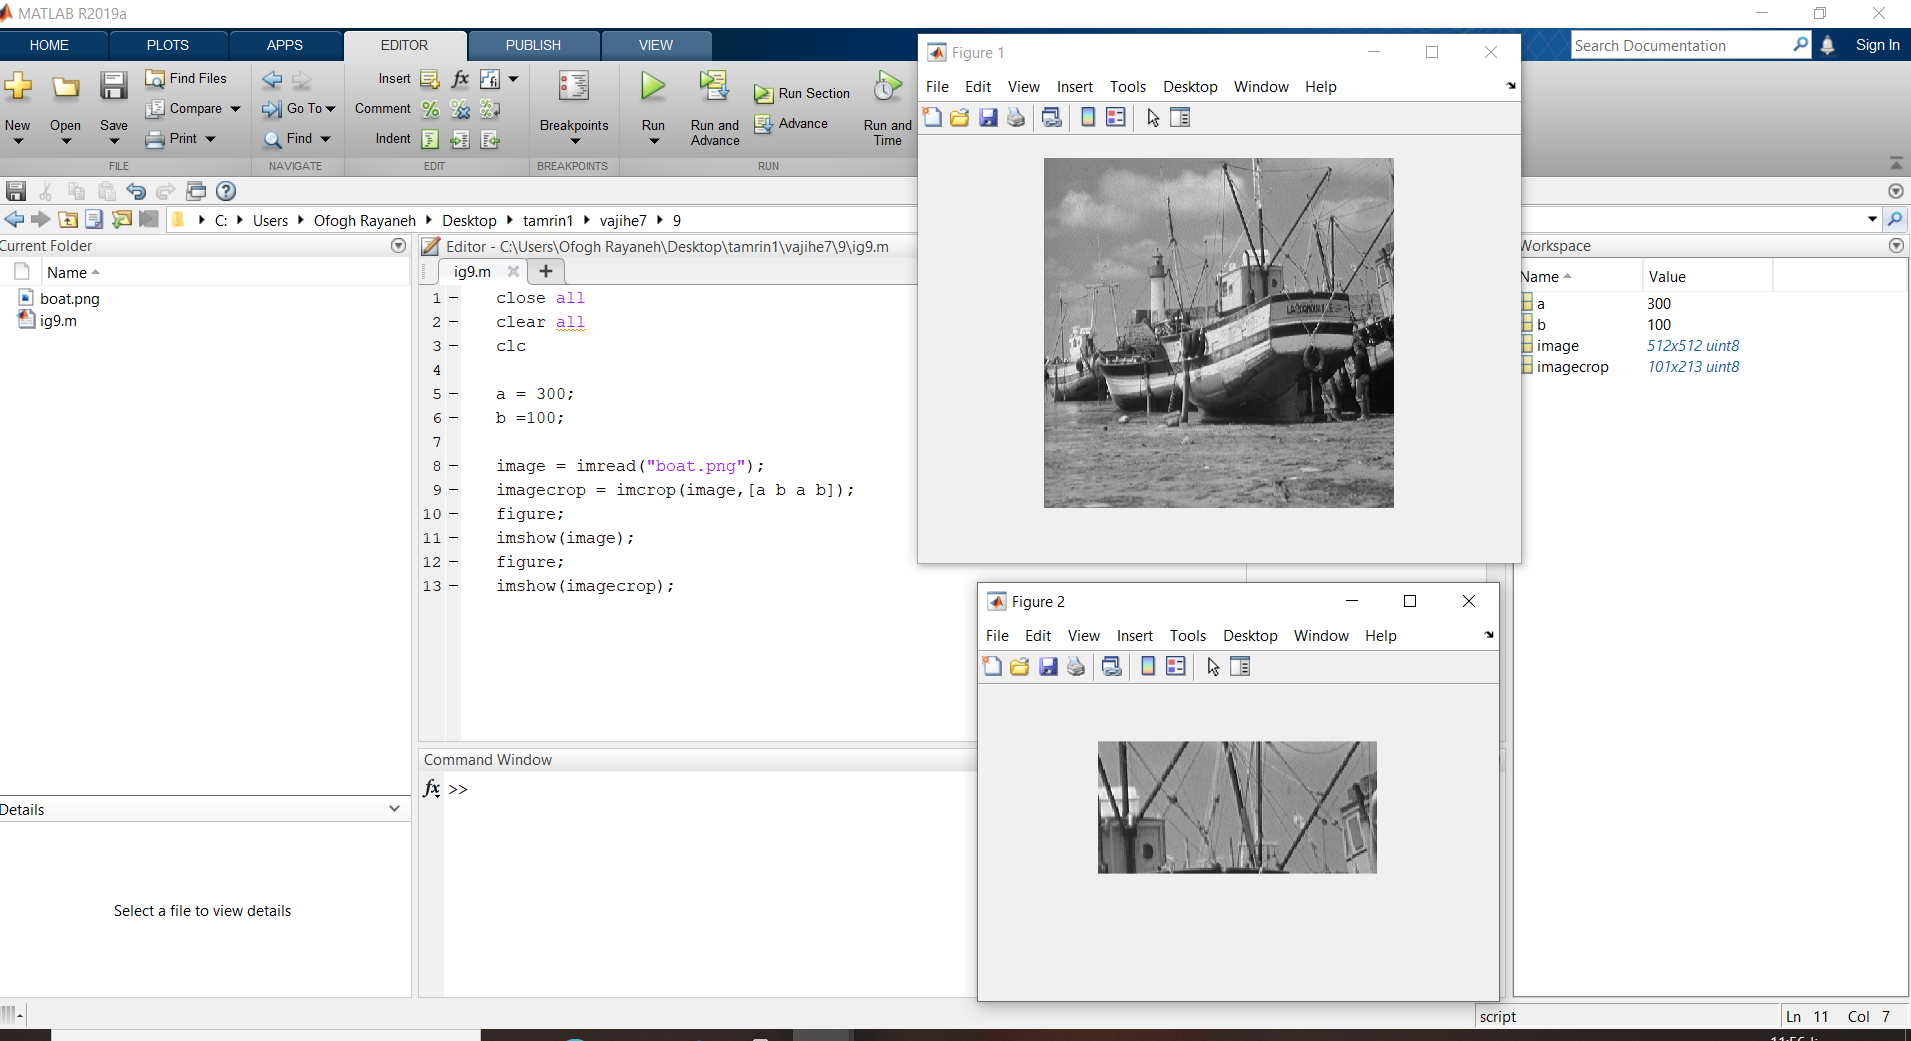 MATLAB R2019a
HOME PLOTS APPS EDITOR PUBLISH VIEW
Search Documentation
Sign In
New Open Save Find Files Compare Print
FILE
Go To Find
NAVIGATE
Insert fx
Comment
Indent
EDIT
Breakpoints
BREAKPOINTS
Run Run and Advance Run Section Advance Run and Time
RUN
C: Users Ofogh Rayaneh Desktop tamrin1 vajihe7 9
Current Folder
Name
boat.png
ig9.m
Details
Select a file to view details
Editor - C:\Users\Ofogh Rayaneh\Desktop\tamrin1\vajihe7\9\ig9.m
ig9.m
1 close all
2 clear all
3 clc
4
5 a = 300;
6 b =100;
7
8 image = imread("boat.png");
9 imagecrop = imcrop(image,[a b a b]);
10 figure;
11 imshow(image);
12 figure;
13 imshow(imagecrop);
Command Window
fx >>
Figure 1
File Edit View Insert Tools Desktop Window Help
Figure 2
File Edit View Insert Tools Desktop Window Help
Workspace
Name Value
a 300
b 100
image 512x512 uint8
imagecrop 101x213 uint8
script
Ln 11 Col 7